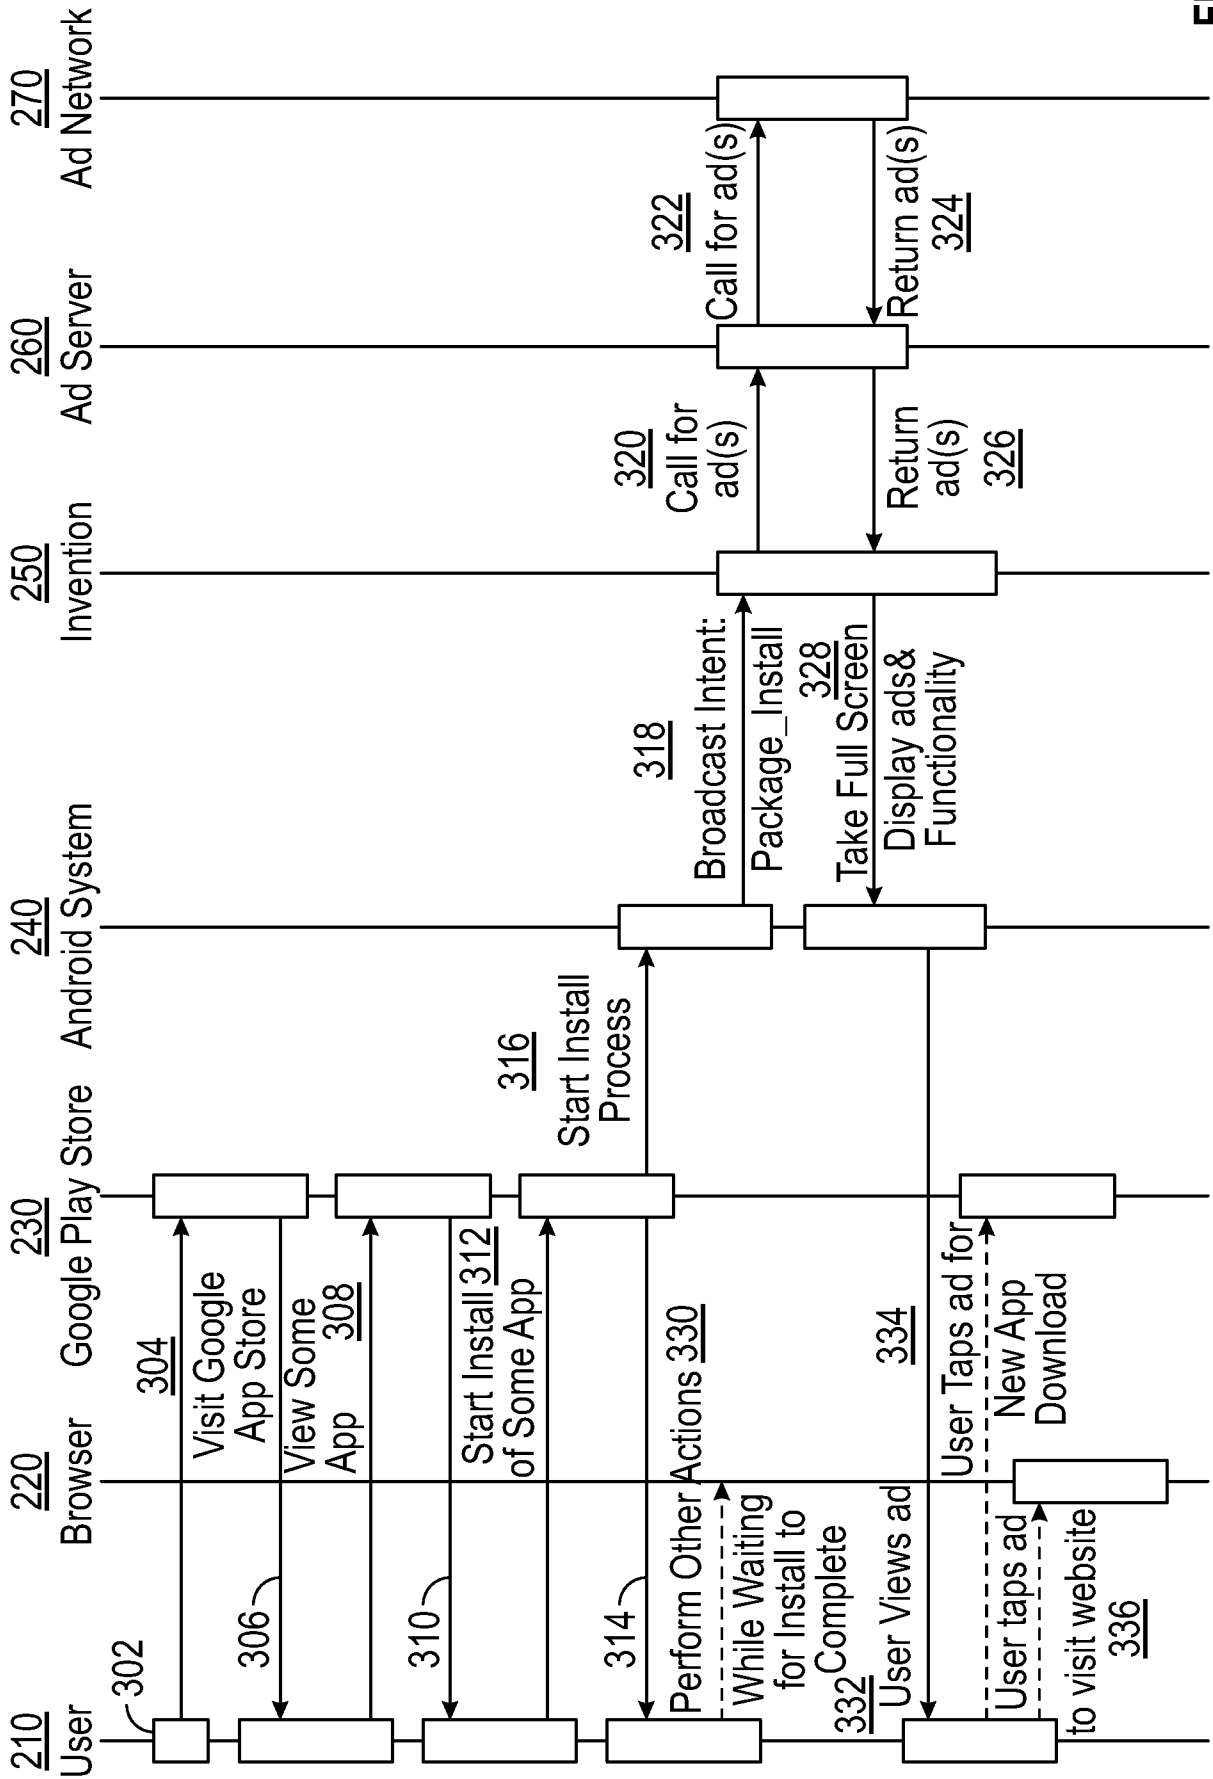 210
User
220
Browser
230
Google Play Store
240
Android System
250
Invention
260
Ad Server
270
Ad Network
302
304
Visit Google
App Store
306
View Some
App
308
310
Start Install 312
of Some App
314
316
Start Install
Process
318
Broadcast Intent:
Package_Install
320
Call for
ad(s)
322
Call for ad(s)
Return ad(s)
324
Return
ad(s)
326
328
Take Full Screen
Display ads&
Functionality
Perform Other Actions 330
While Waiting
for Install to
Complete
332
User Views ad
334
User Taps ad for
New App
Download
User taps ad
to visit website
336